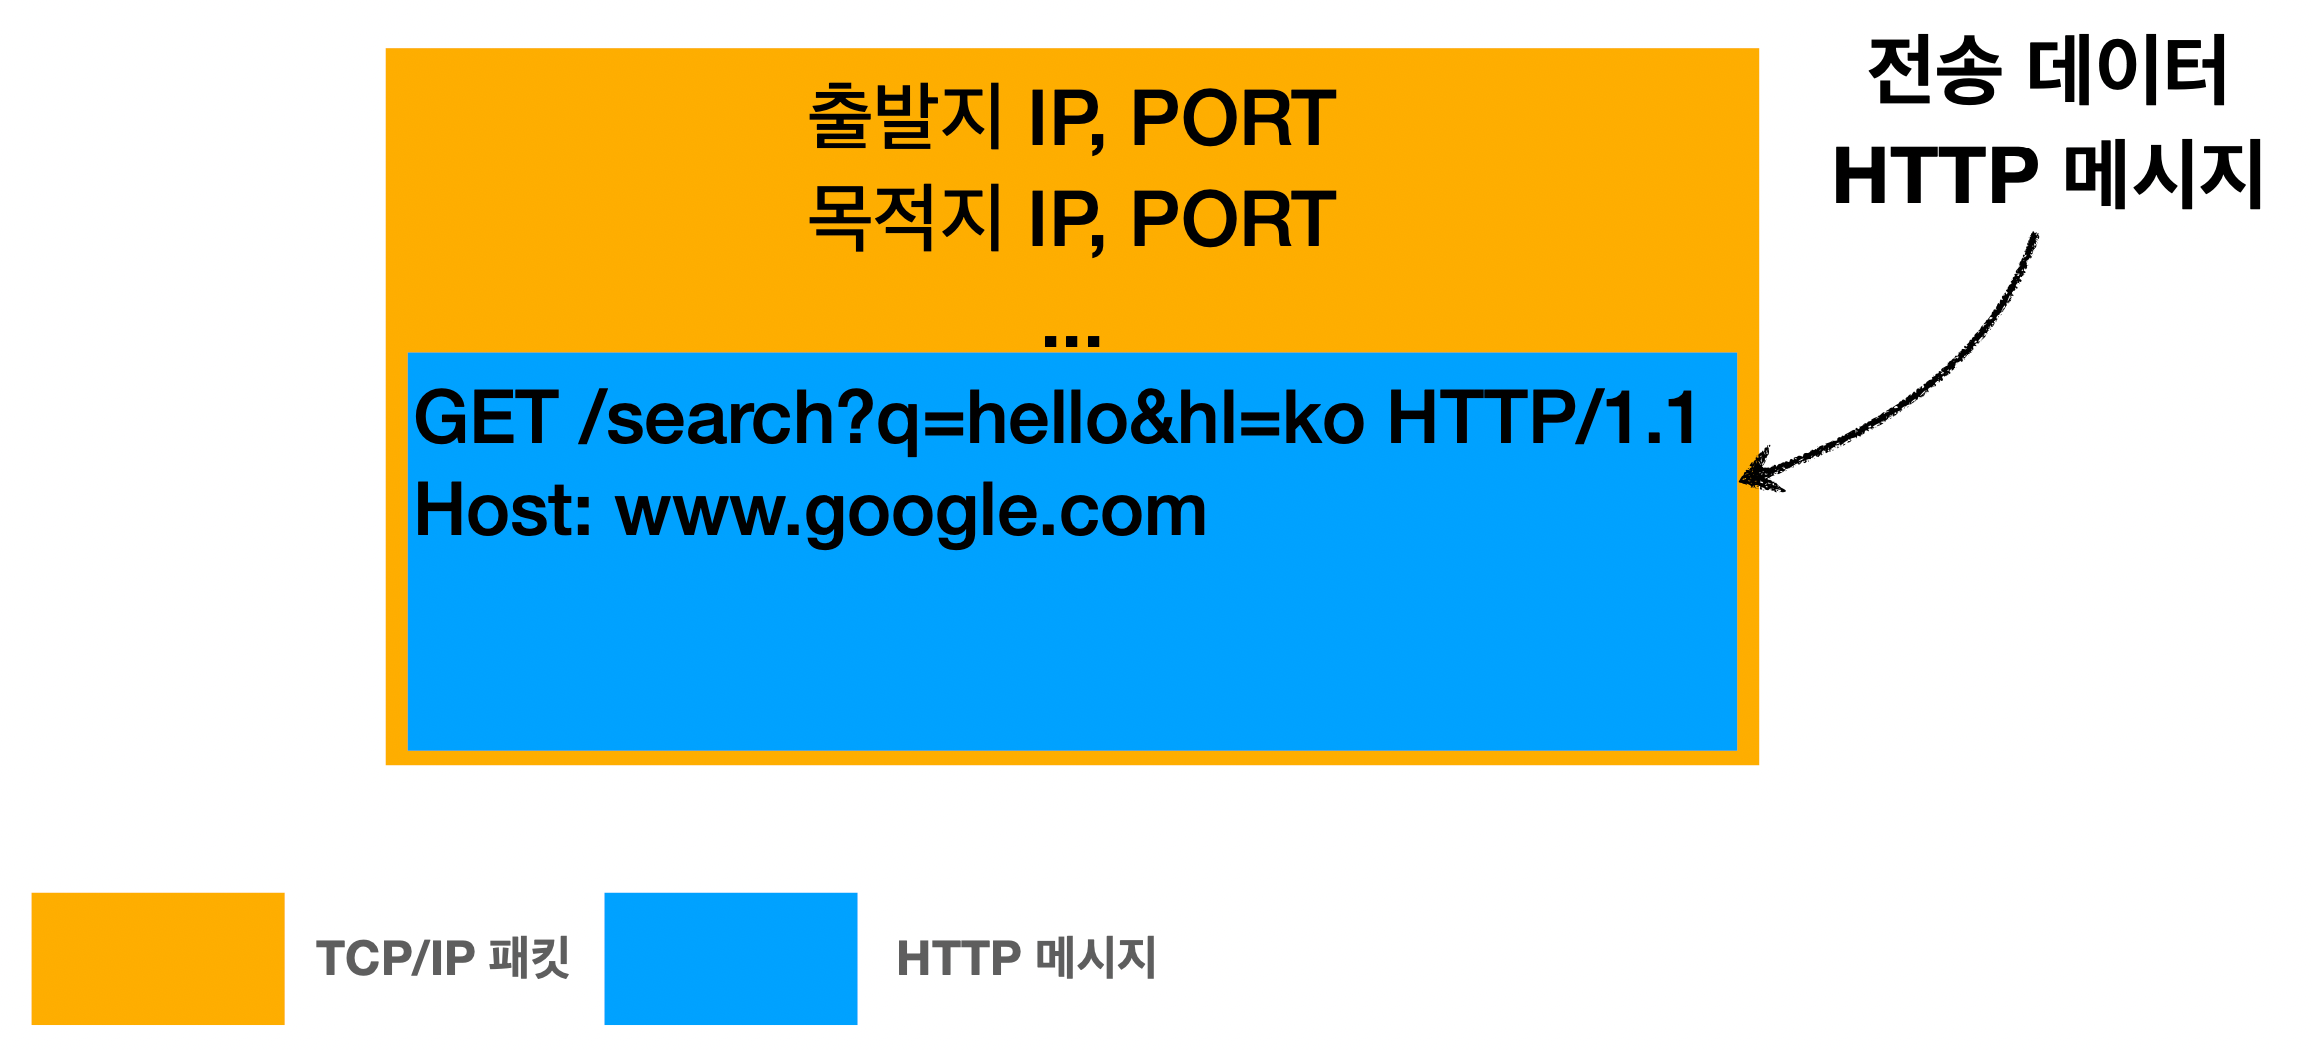 출발지 IP, PORT
목적지 IP, PORT
...
GET /search?q=hello&hl=ko HTTP/1.1
Host: www.google.com
전송 데이터
HTTP 메시지
TCP/IP 패킷
HTTP 메시지